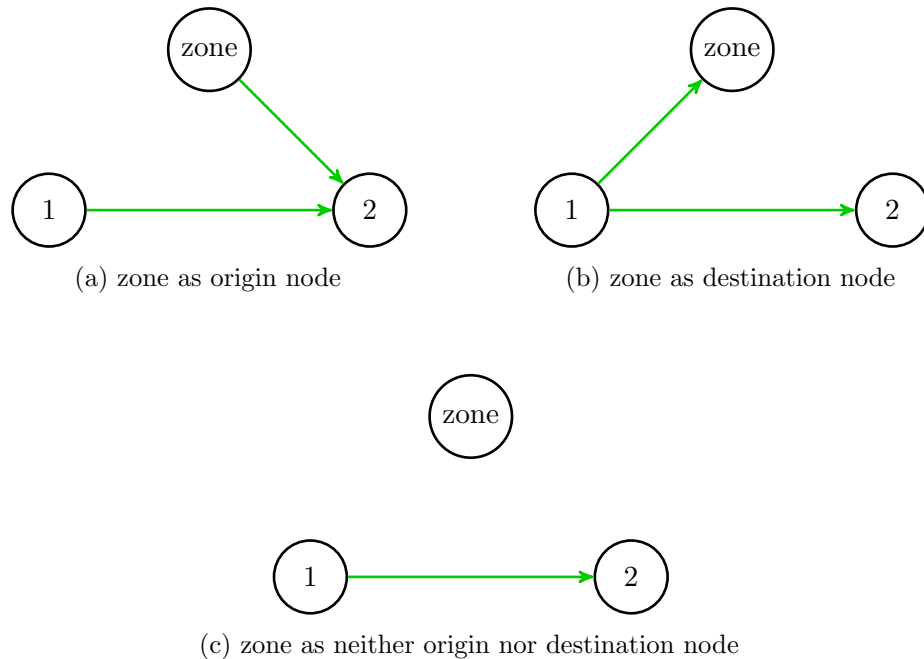 zone
1
2
(a) zone as origin node
zone
1
2
(b) zone as destination node
zone
1
2
(c) zone as neither origin nor destination node